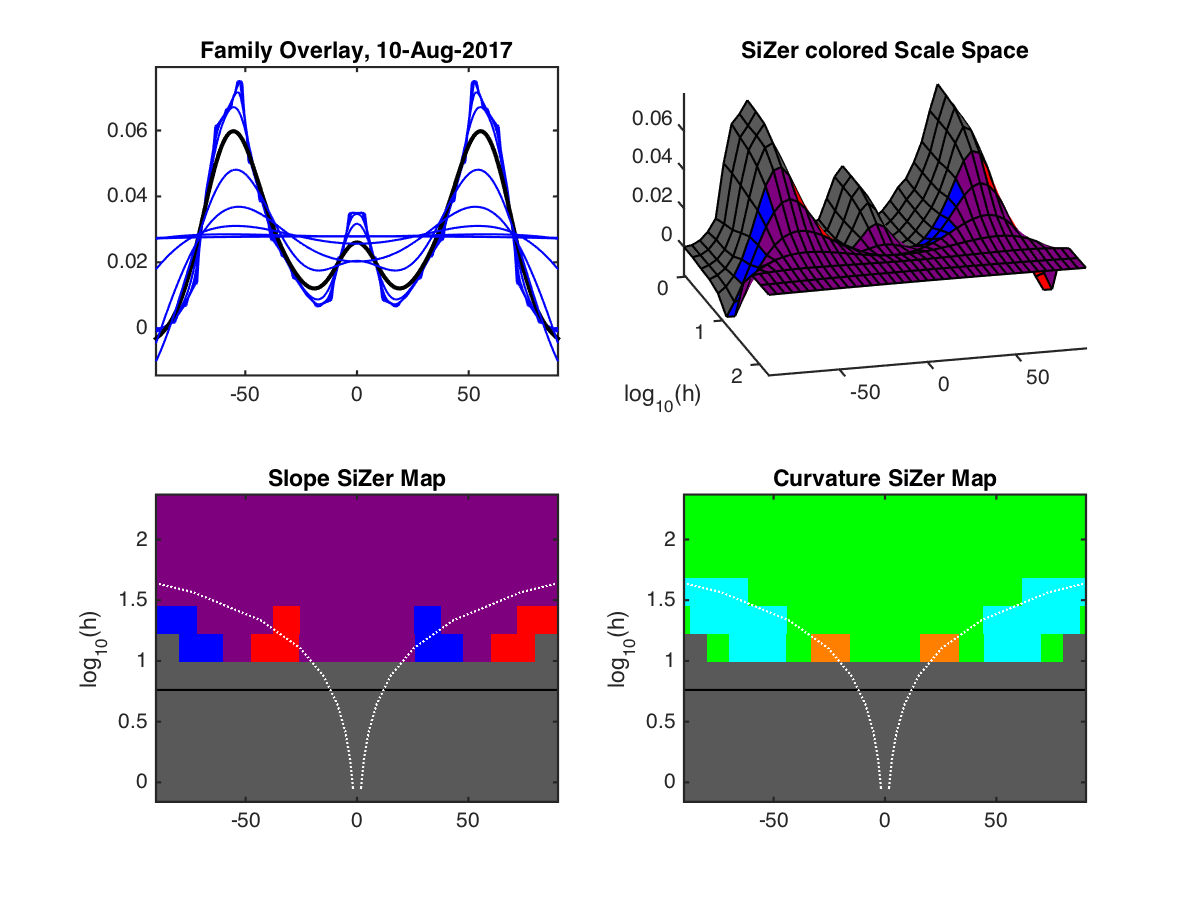 Family Overlay, 10-Aug-2017
0.06
0.04
0.02
0
-50 0 50
SiZer colored Scale Space
0.06
0.04
0.02
0
0
1
2
log10(h)
-50
0
50
Slope SiZer Map
log10(h)
2
1.5
1
0.5
0
-50 0 50
Curvature SiZer Map
log10(h)
2
1.5
1
0.5
0
-50 0 50